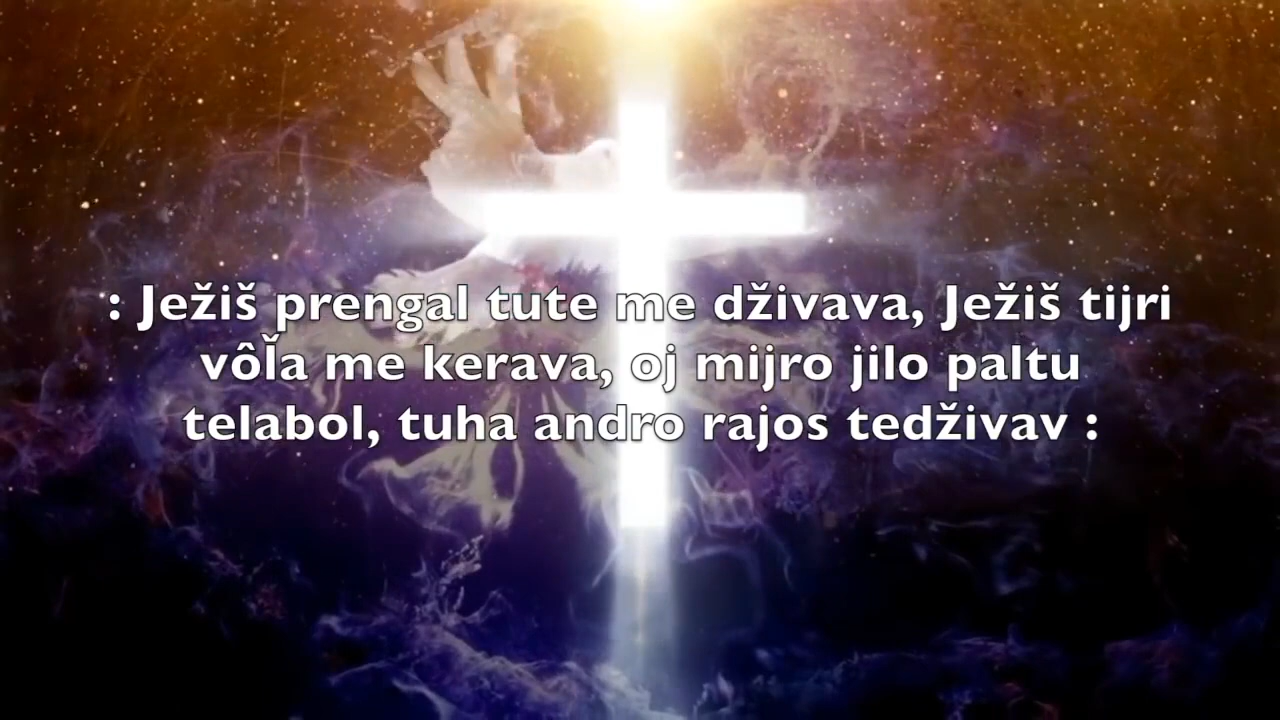 : Ježiš prengal tute me dživava, Ježiš tijri
vôľa me kerava, oj mijro jilo paltu
telabol, tuha andro rajos tedživav :